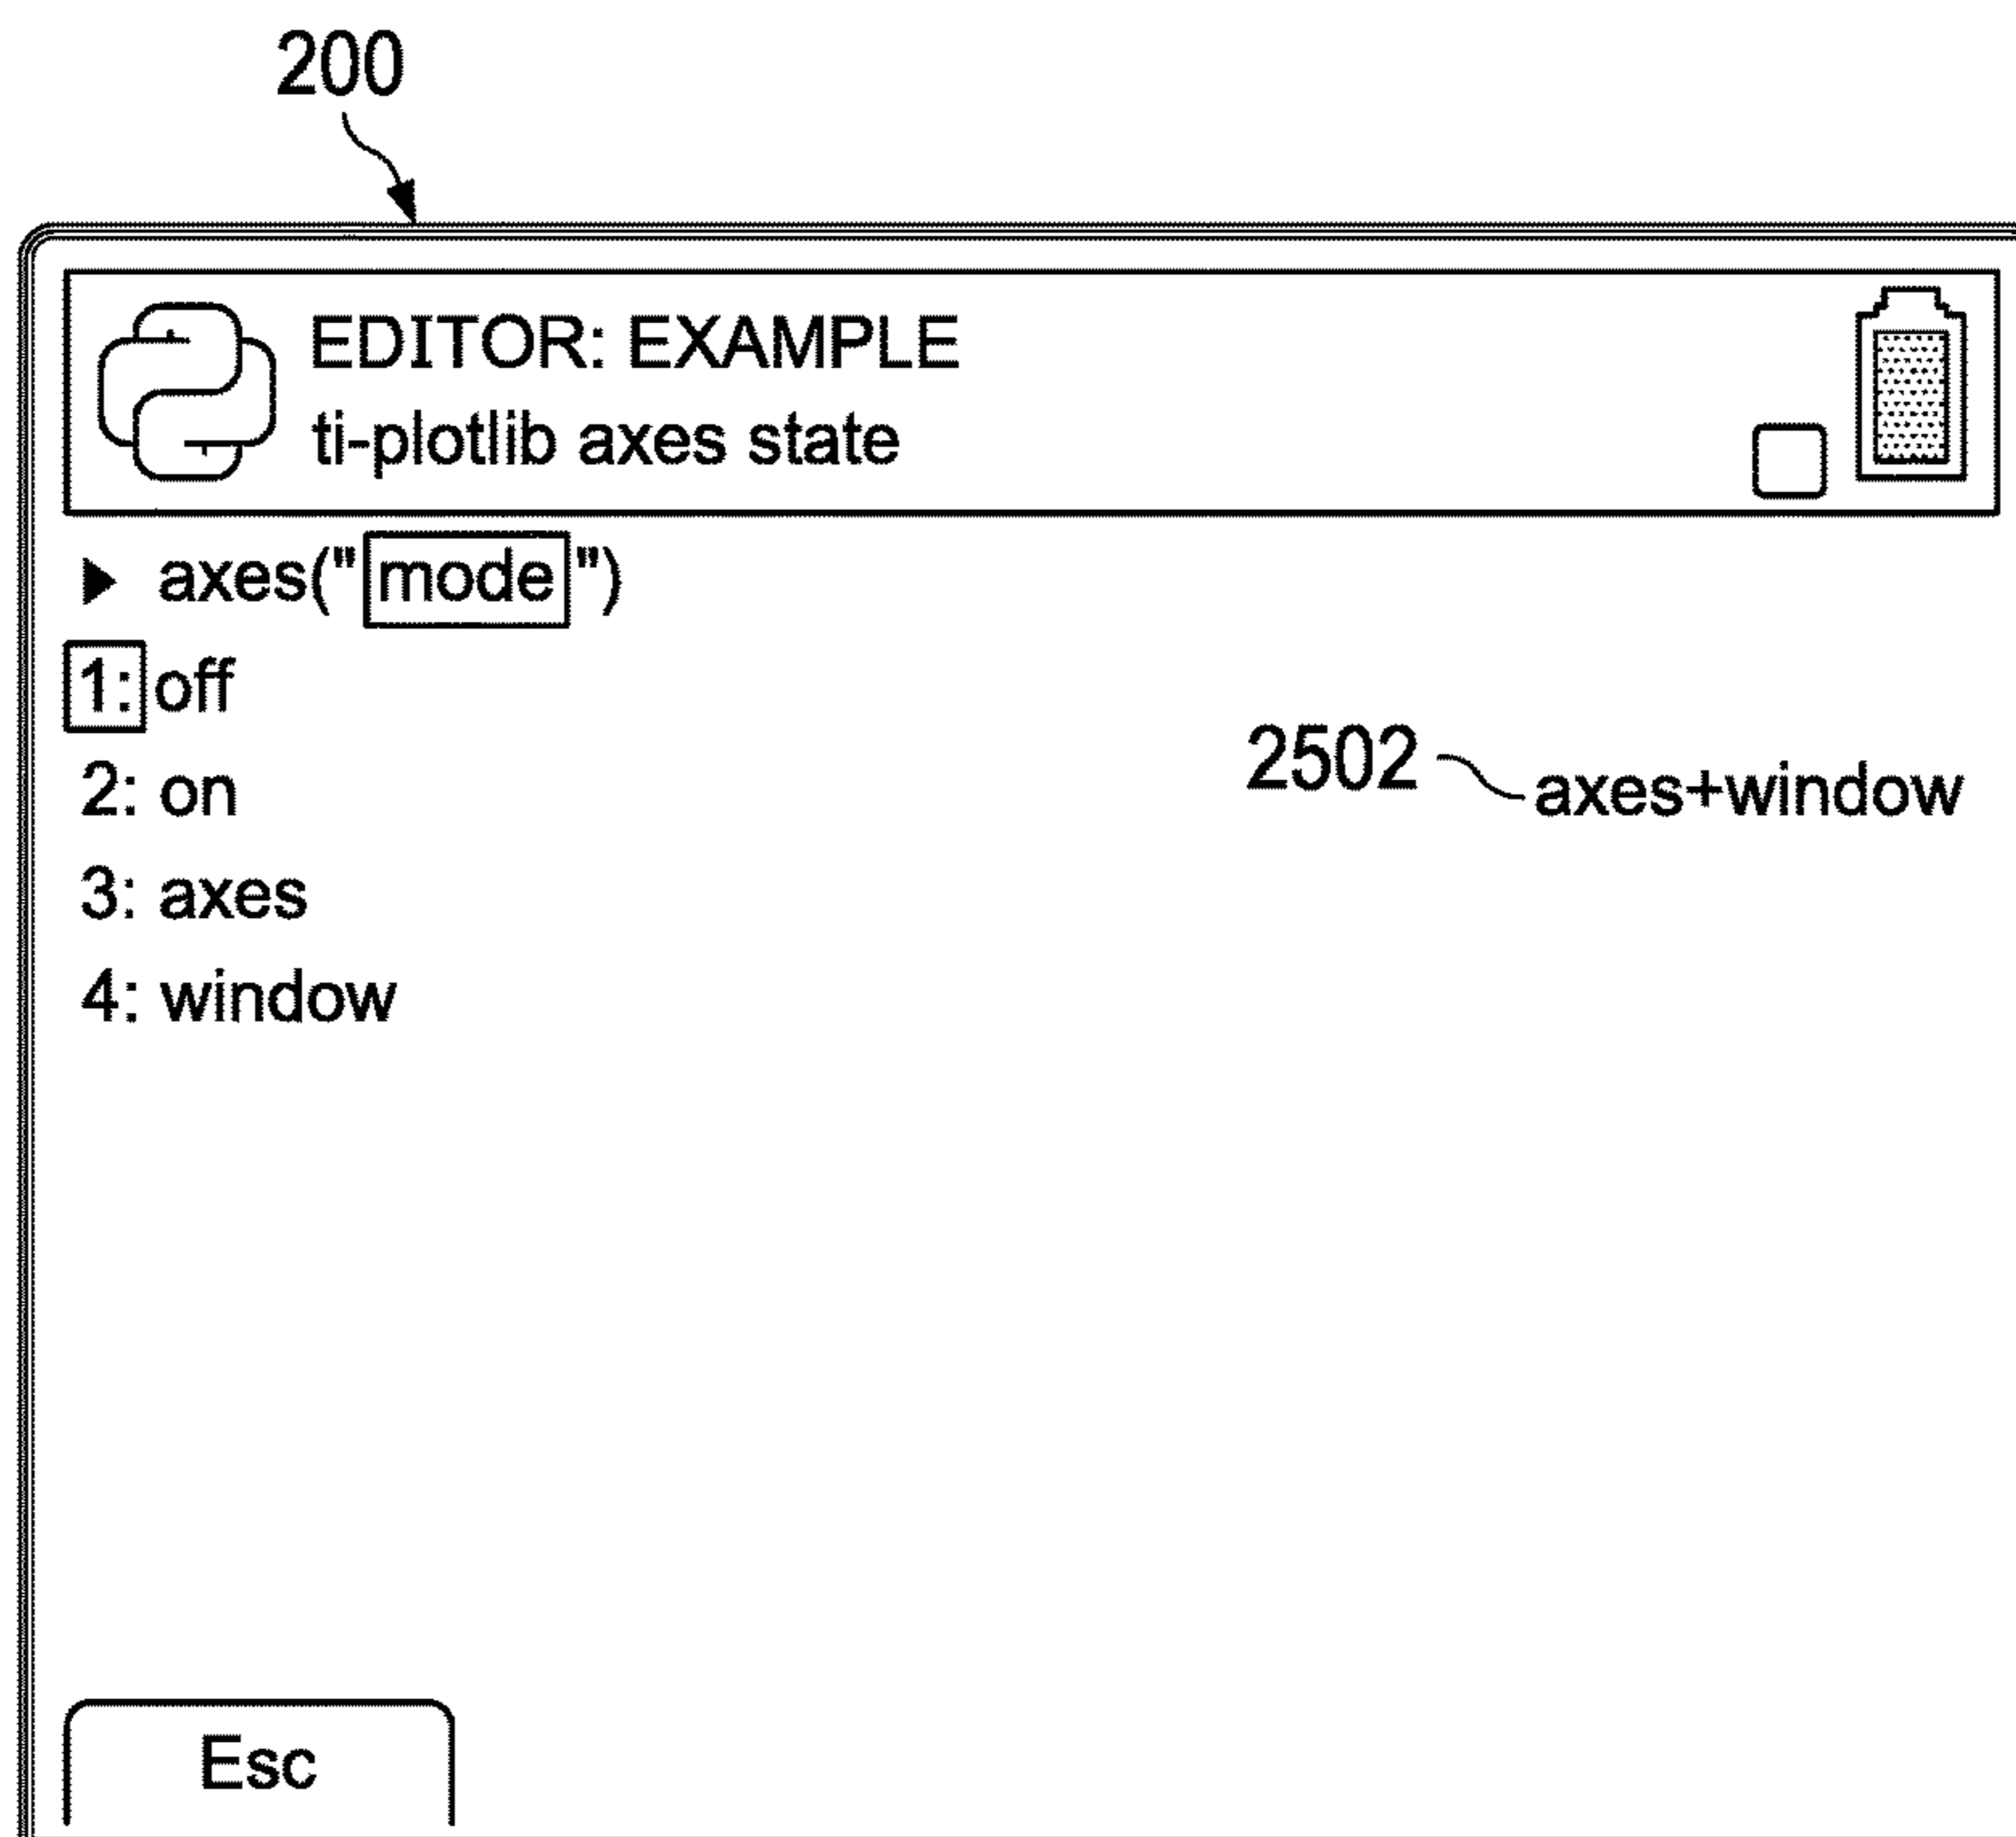 200
EDITOR: EXAMPLE
ti-plotlib axes state
axes("mode")
1: off
2: on 2502 axes+window
3: axes
4: window
Esc